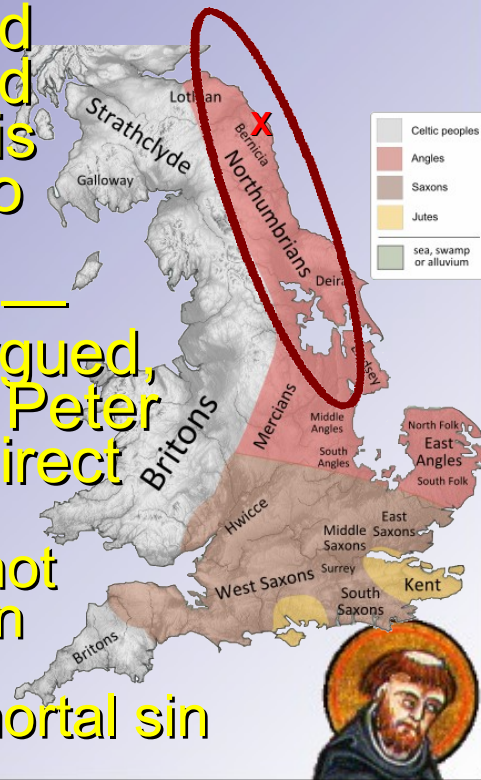 d
d
is
o
—
gued,
Peter
irect
not
n
ortal sin
Lothian
Strathclyde
Galloway
X
Bernicia
Northumbrians
Deira
Lindsey
Mercians
Britons
Middle
Angles
South
Angles
North Folk
East
Angles
South Folk
Hwicce
East
Saxons
Middle
Saxons
Surrey
West Saxons
Kent
South
Saxons
Britons
Celtic peoples
Angles
Saxons
Jutes
sea, swamp
or alluvium